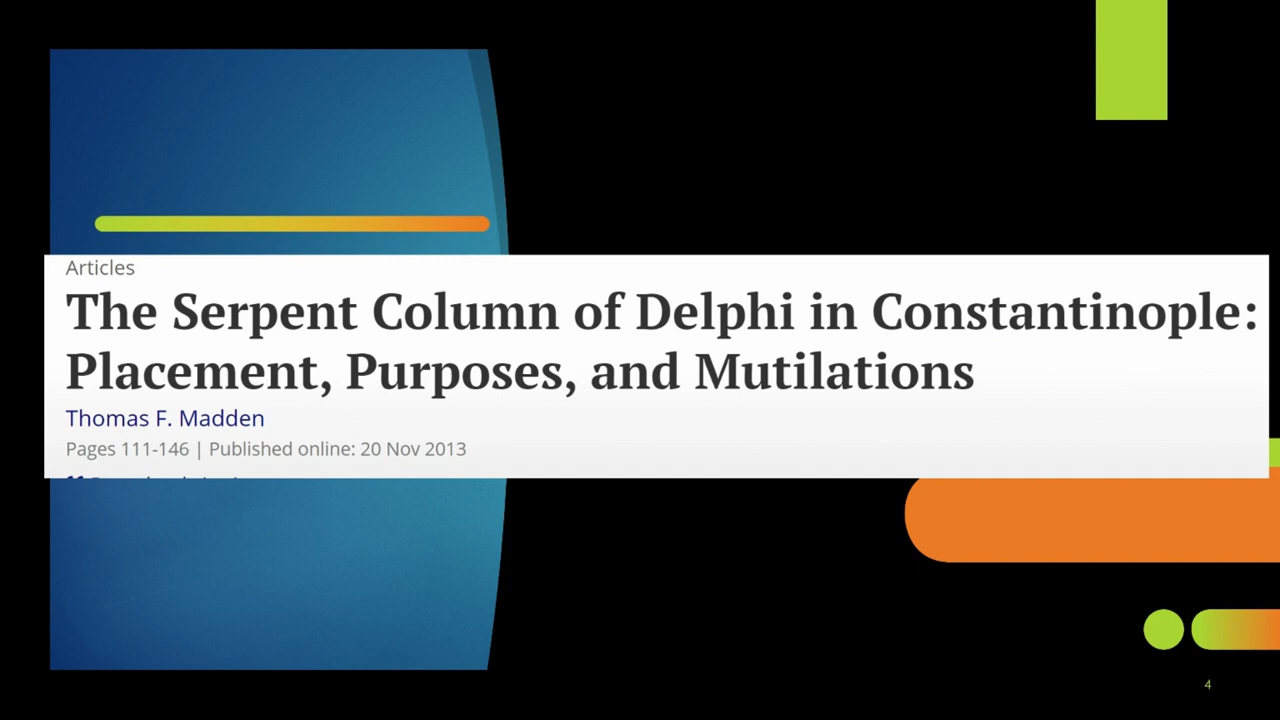 Articles
The Serpent Column of Delphi in Constantinople:
Placement, Purposes, and Mutilations
Thomas F. Madden
Pages 111-146 | Published online: 20 Nov 2013
4